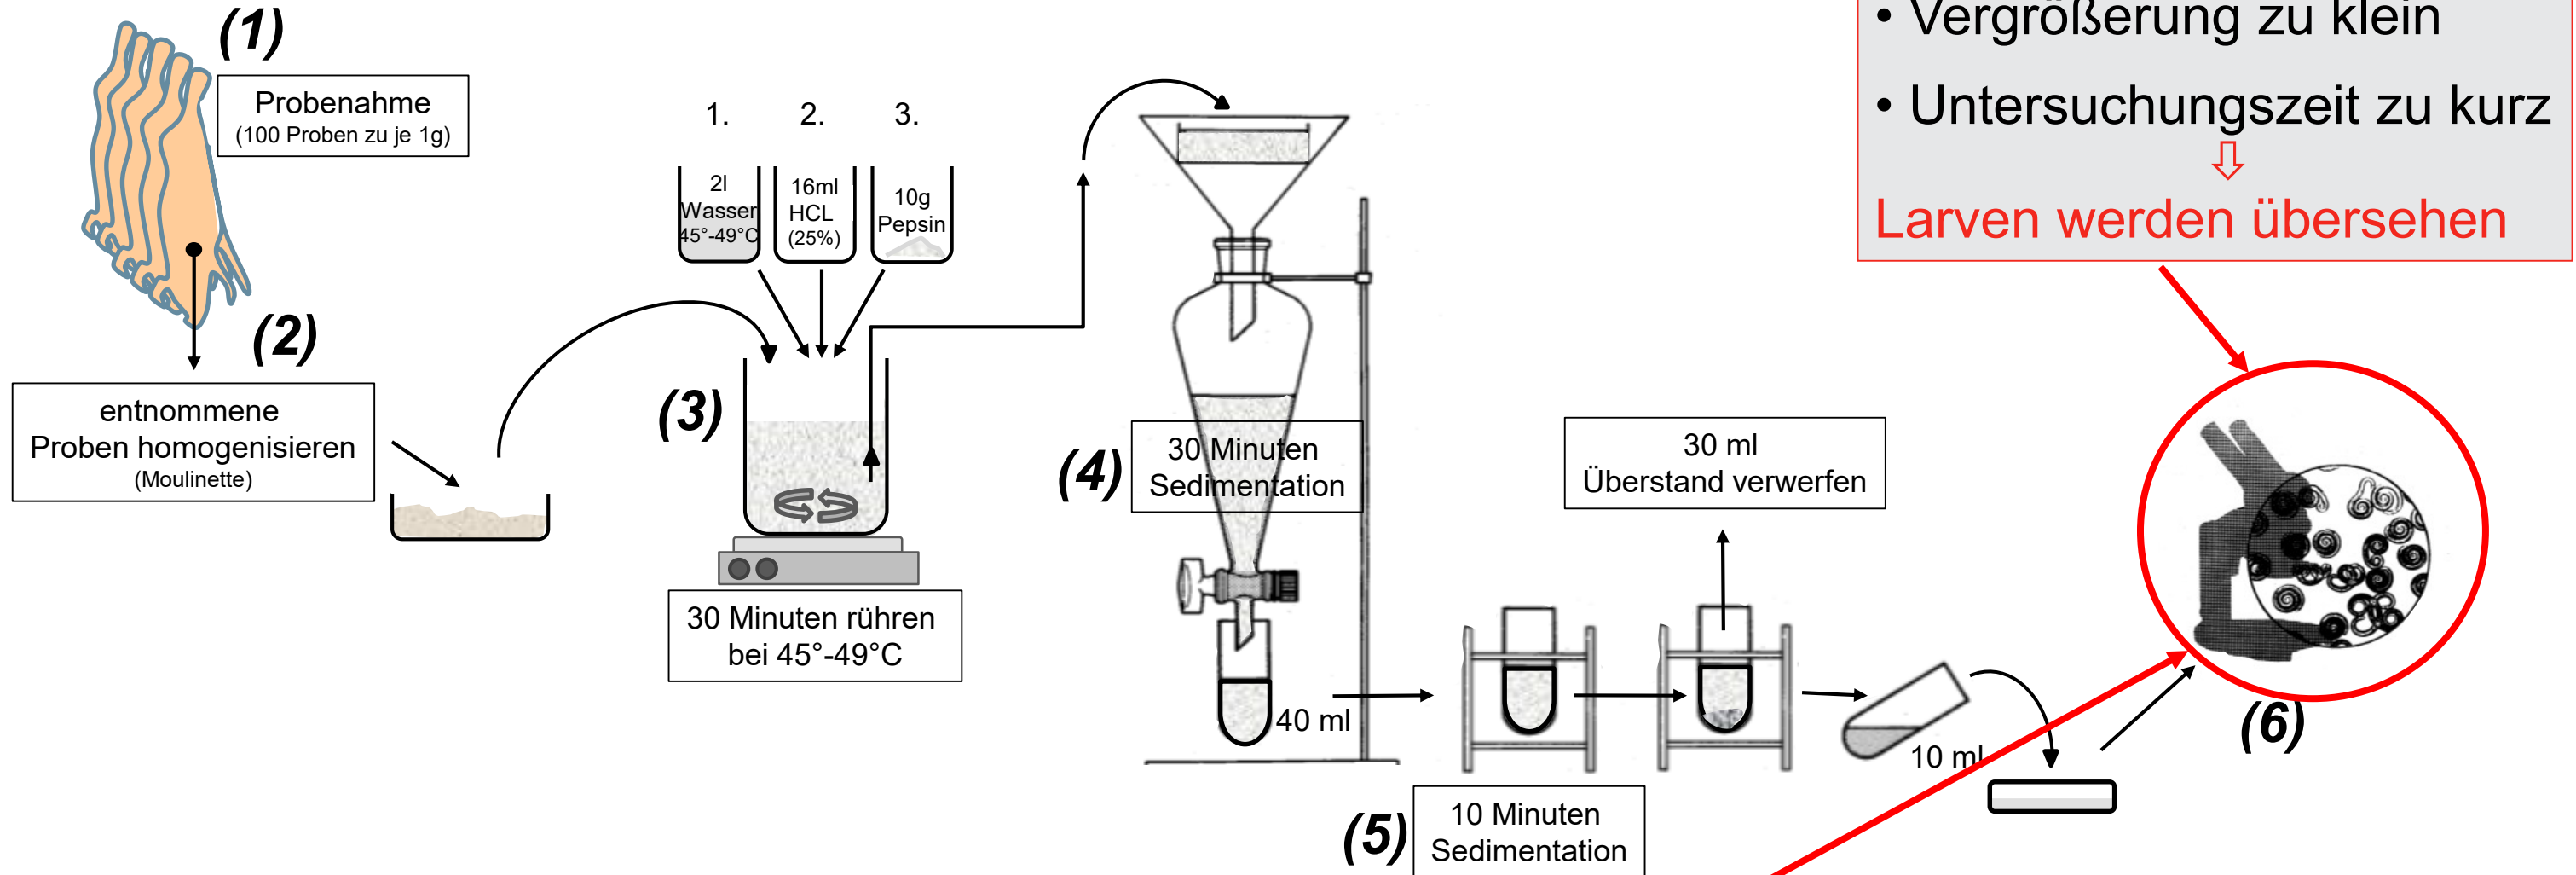 (1)
Probenahme
(100 Proben zu je 1g)
(2)
entnommene
Proben homogenisieren
(Moulinette)
1.
2.
3.
2l
Wasser
45°-49°C
16ml
HCL
(25%)
10g
Pepsin
(3)
30 Minuten rühren
bei 45°-49°C
(4)
30 Minuten
Sedimentation
40 ml
(5)
10 Minuten
Sedimentation
30 ml
Überstand verwerfen
10 ml
• Vergrößerung zu klein
• Untersuchungszeit zu kurz
Larven werden übersehen
(6)